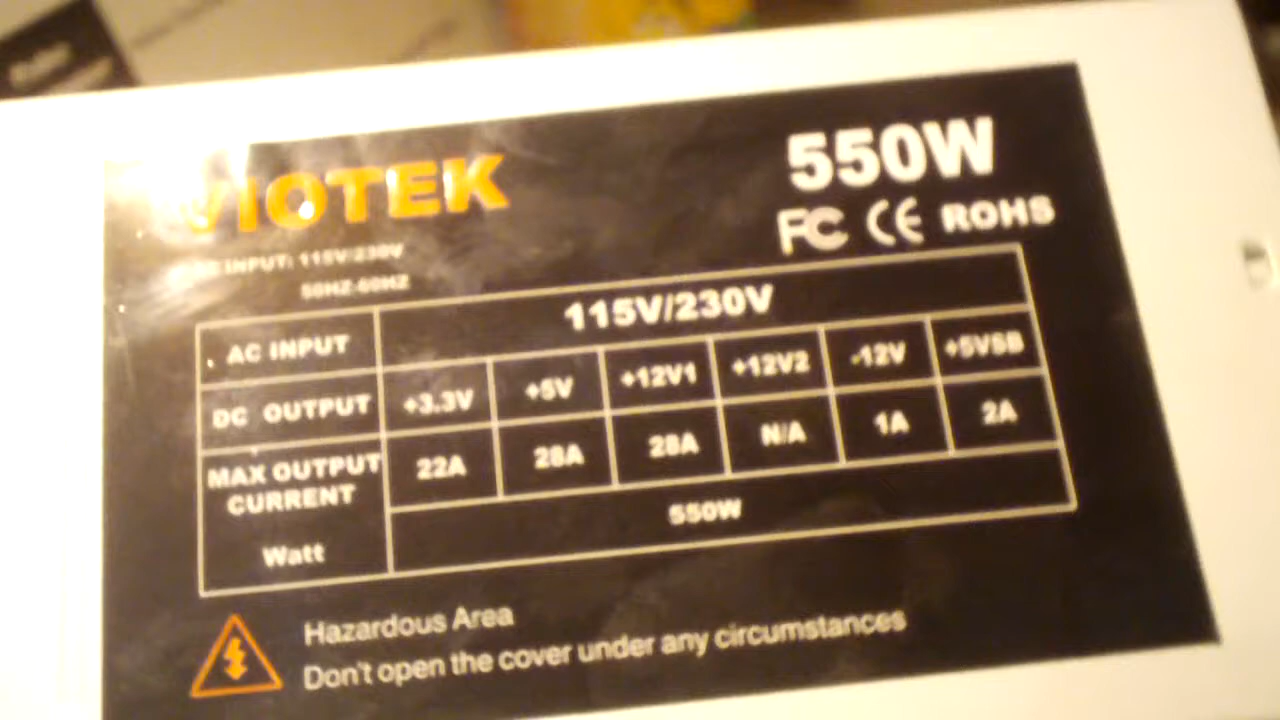 VIOTEK
550W
FC CE ROHS
AC INPUT: 115V/230V
50HZ-60HZ
AC INPUT 115V/230V
DC OUTPUT +3.3V +5V +12V1 +12V2 -12V +5VSB
MAX OUTPUT CURRENT 22A 28A 28A N/A 1A 2A
Watt 550W
Hazardous Area
Don't open the cover under any circumstances